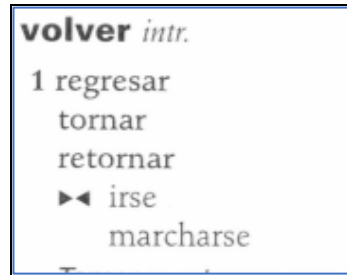 volver intr.
1 regresar
tornar
retornar
▶◀ irse
marcharse